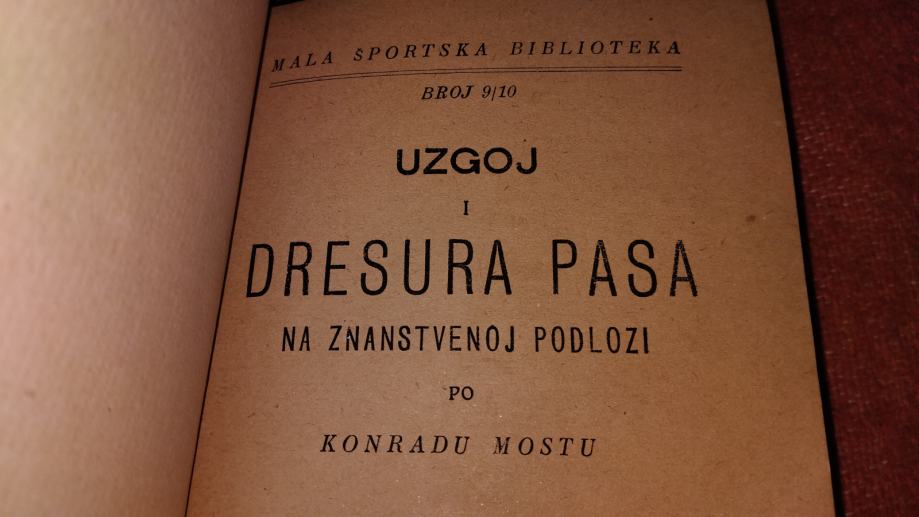 MALA ŠPORTSKA BIBLIOTEKA
BROJ 9|10
UZGOJ
I
DRESURA PASA
NA ZNANSTVENOJ PODLOZI
PO
KONRADU MOSTU